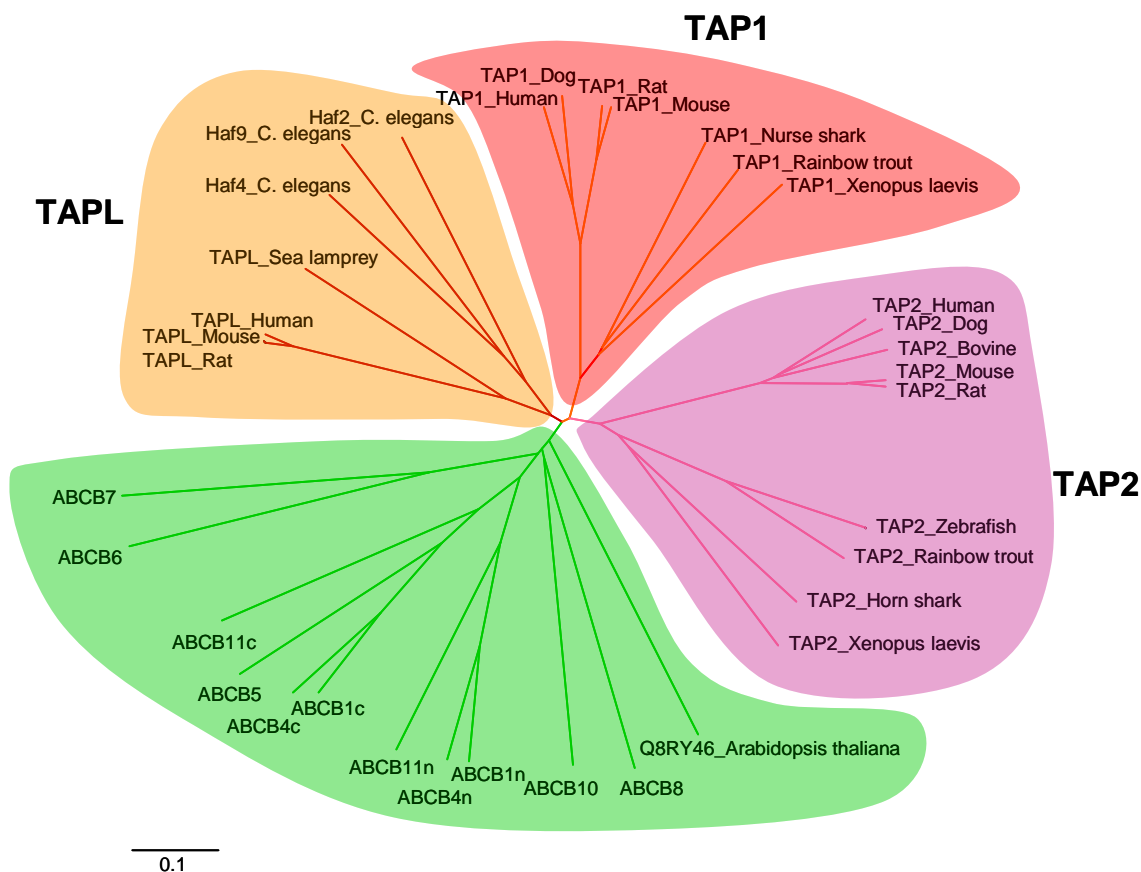 TAP1
TAP1_Dog
TAP1_Rat
TAP1_Human
TAP1_Mouse
TAP1_Nurse shark
TAP1_Rainbow trout
TAP1_Xenopus laevis
TAPL
Haf2_C. elegans
Haf9_C. elegans
Haf4_C. elegans
TAPL_Sea lamprey
TAPL_Human
TAPL_Mouse
TAPL_Rat
TAP2
TAP2_Human
TAP2_Dog
TAP2_Bovine
TAP2_Mouse
TAP2_Rat
TAP2_Zebrafish
TAP2_Rainbow trout
TAP2_Horn shark
TAP2_Xenopus laevis
ABCB7
ABCB6
ABCB11c
ABCB5
ABCB4c
ABCB1c
ABCB11n
ABCB4n
ABCB1n
ABCB10
ABCB8
Q8RY46_Arabidopsis thaliana
0.1